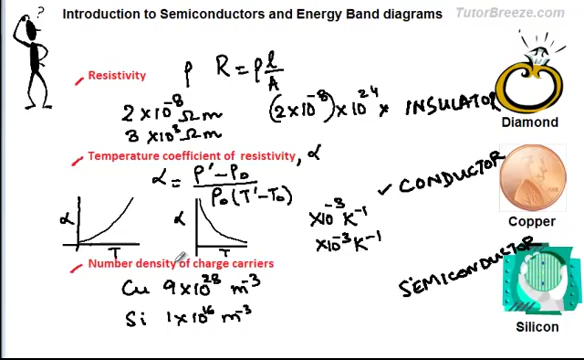 Introduction to Semiconductors and Energy Band diagrams
TutorBreeze.com
Resistivity
ρ R = ρ l/A
2 × 10⁻⁸ Ωm (2 × 10⁻⁸) × 10²⁴ × INSULATOR
3 × 10³ Ωm
Diamond
Temperature coefficient of resistivity, α
α = ρ' − ρ₀ / ρ₀ (T' − T₀)
✓ CONDUCTOR
α T α T
× 10⁻³ K⁻¹
× 10⁻³ K⁻¹
Copper
Number density of charge carriers
SEMICONDUCTOR
Cu 9 × 10²⁸ m⁻³
Si 1 × 10¹⁶ m⁻³
Silicon